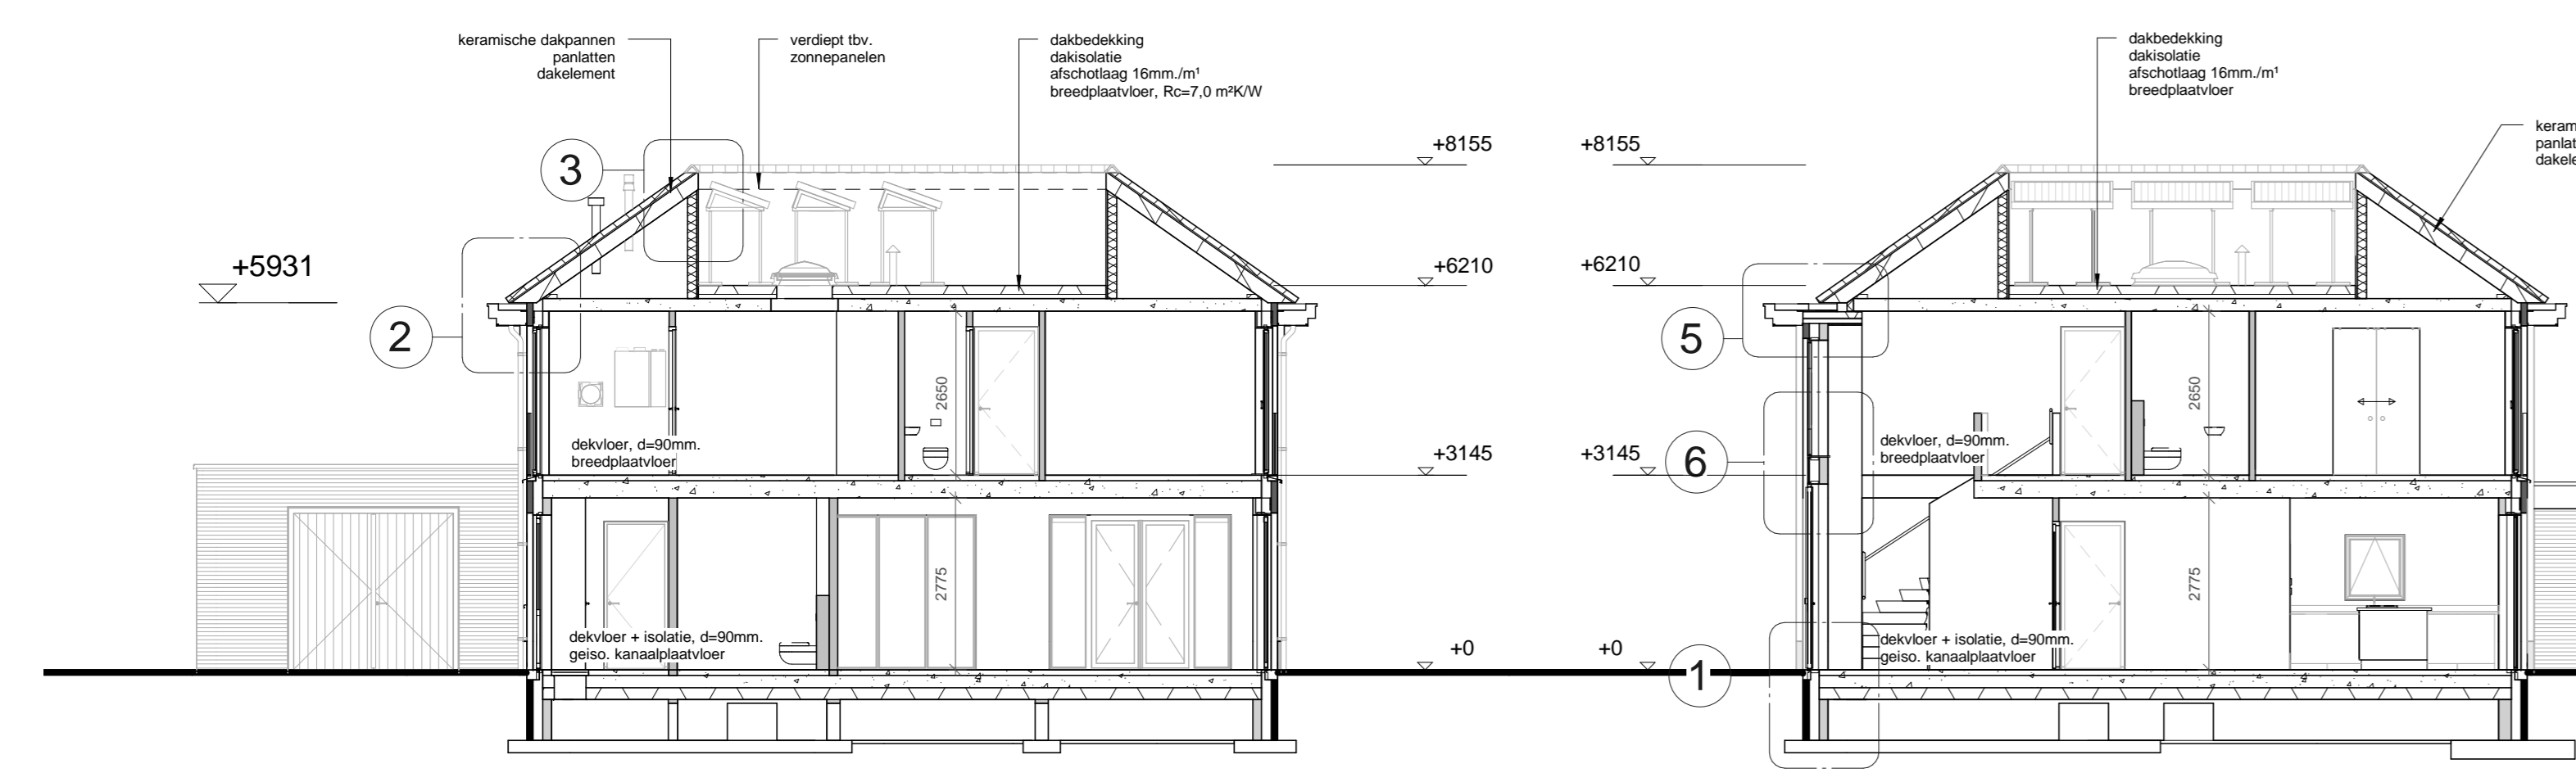 keramische dakpannen
panlatten
dakelement
verdiept tbv.
zonnepanelen
dakbedekking
dakisolatie
afschotlaag 16mm./m¹
breedplaatvloer, Rc=7,0 m²K/W
3
+5931
2
2650
dekvloer, d=90mm.
breedplaatvloer
2775
dekvloer + isolatie, d=90mm.
geiso. kanaalplaatvloer
+8155
+6210
+3145
+0
+8155
+6210
+3145
+0
dakbedekking
dakisolatie
afschotlaag 16mm./m¹
breedplaatvloer
keram
panlat
dakele
5
6
1
2650
dekvloer, d=90mm.
breedplaatvloer
2775
dekvloer + isolatie, d=90mm.
geiso. kanaalplaatvloer